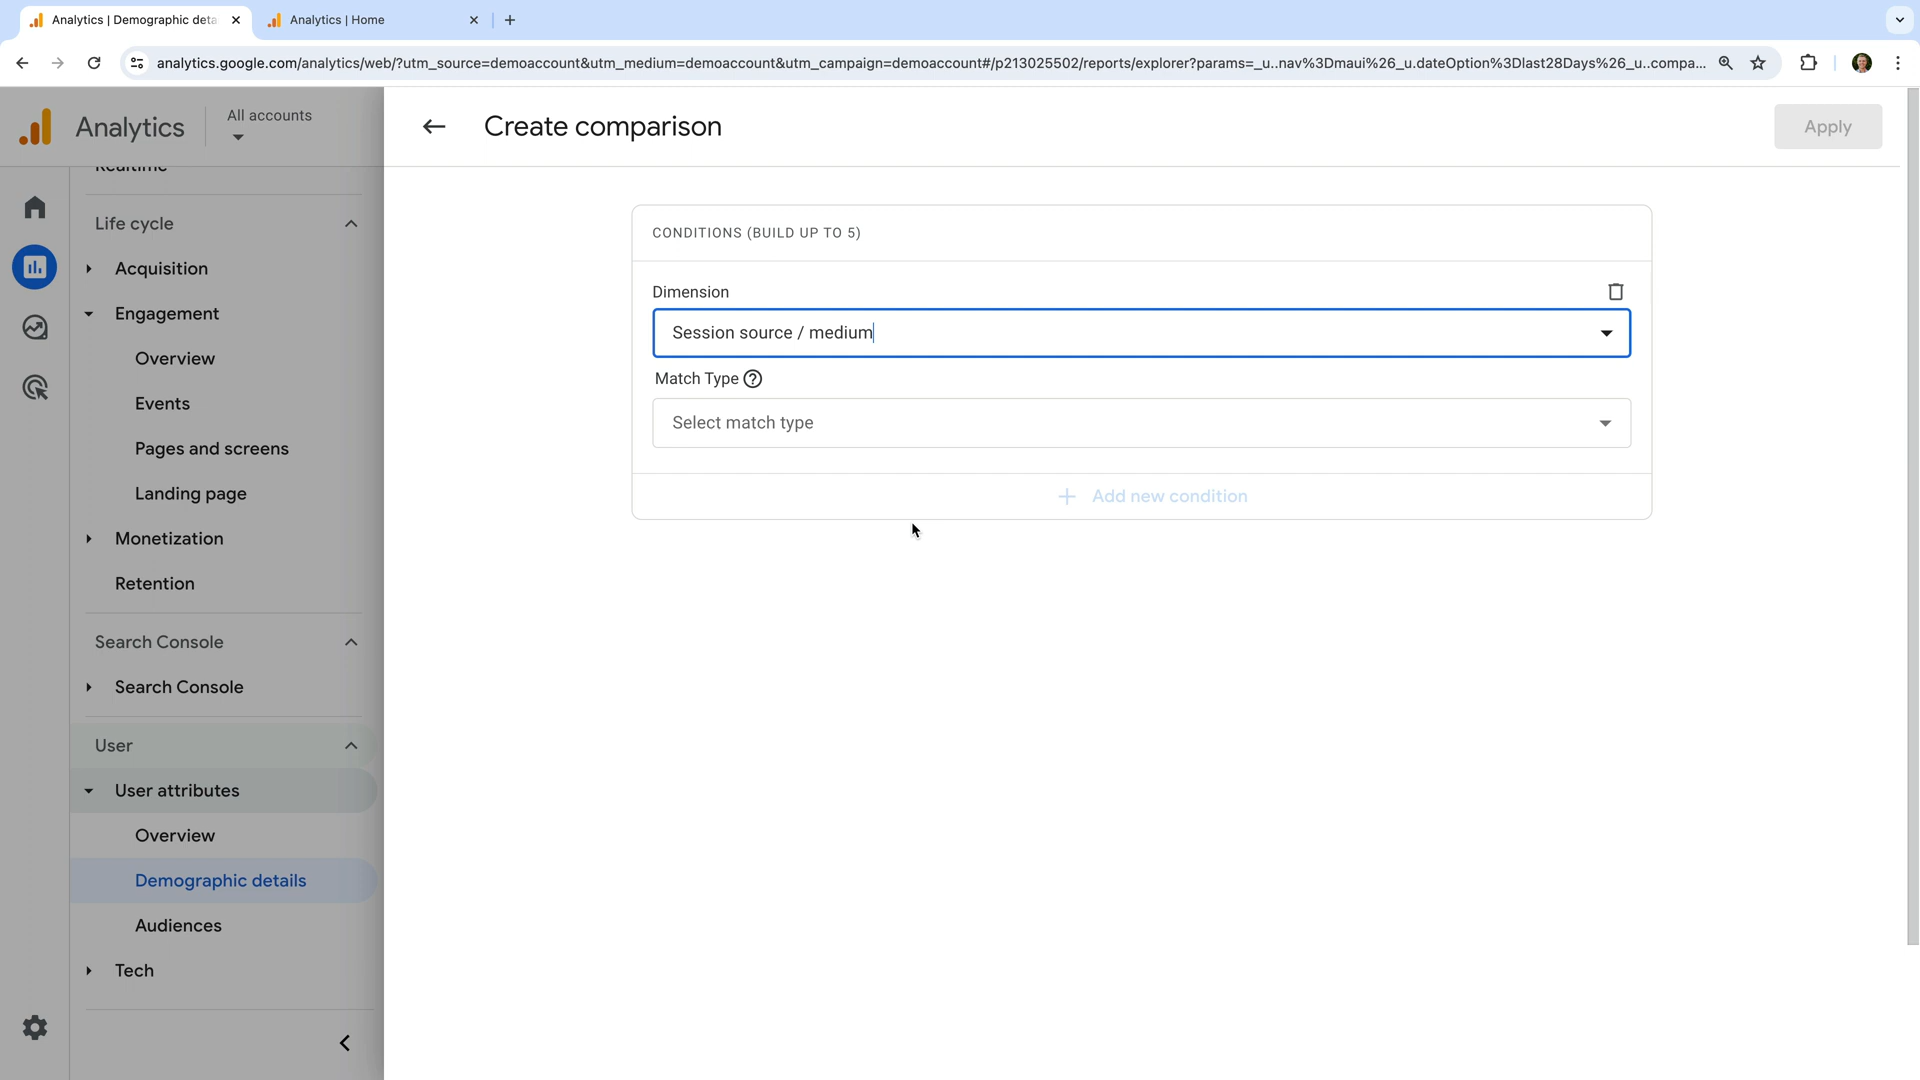 Analytics | Demographic deta
Analytics | Home
analytics.google.com/analytics/web/?utm_source=demoaccount&utm_medium=demoaccount&utm_campaign=demoaccount#/p213025502/reports/explorer?params=_u..nav%3Dmaui%26_u.dateOption%3Dlast28Days%26_u..compa...
Analytics
All accounts
Create comparison
Apply
Realtime
Life cycle
Acquisition
Engagement
Overview
Events
Pages and screens
Landing page
Monetization
Retention
Search Console
Search Console
User
User attributes
Overview
Demographic details
Audiences
Tech
CONDITIONS (BUILD UP TO 5)
Dimension
Session source / medium
Match Type
Select match type
Add new condition